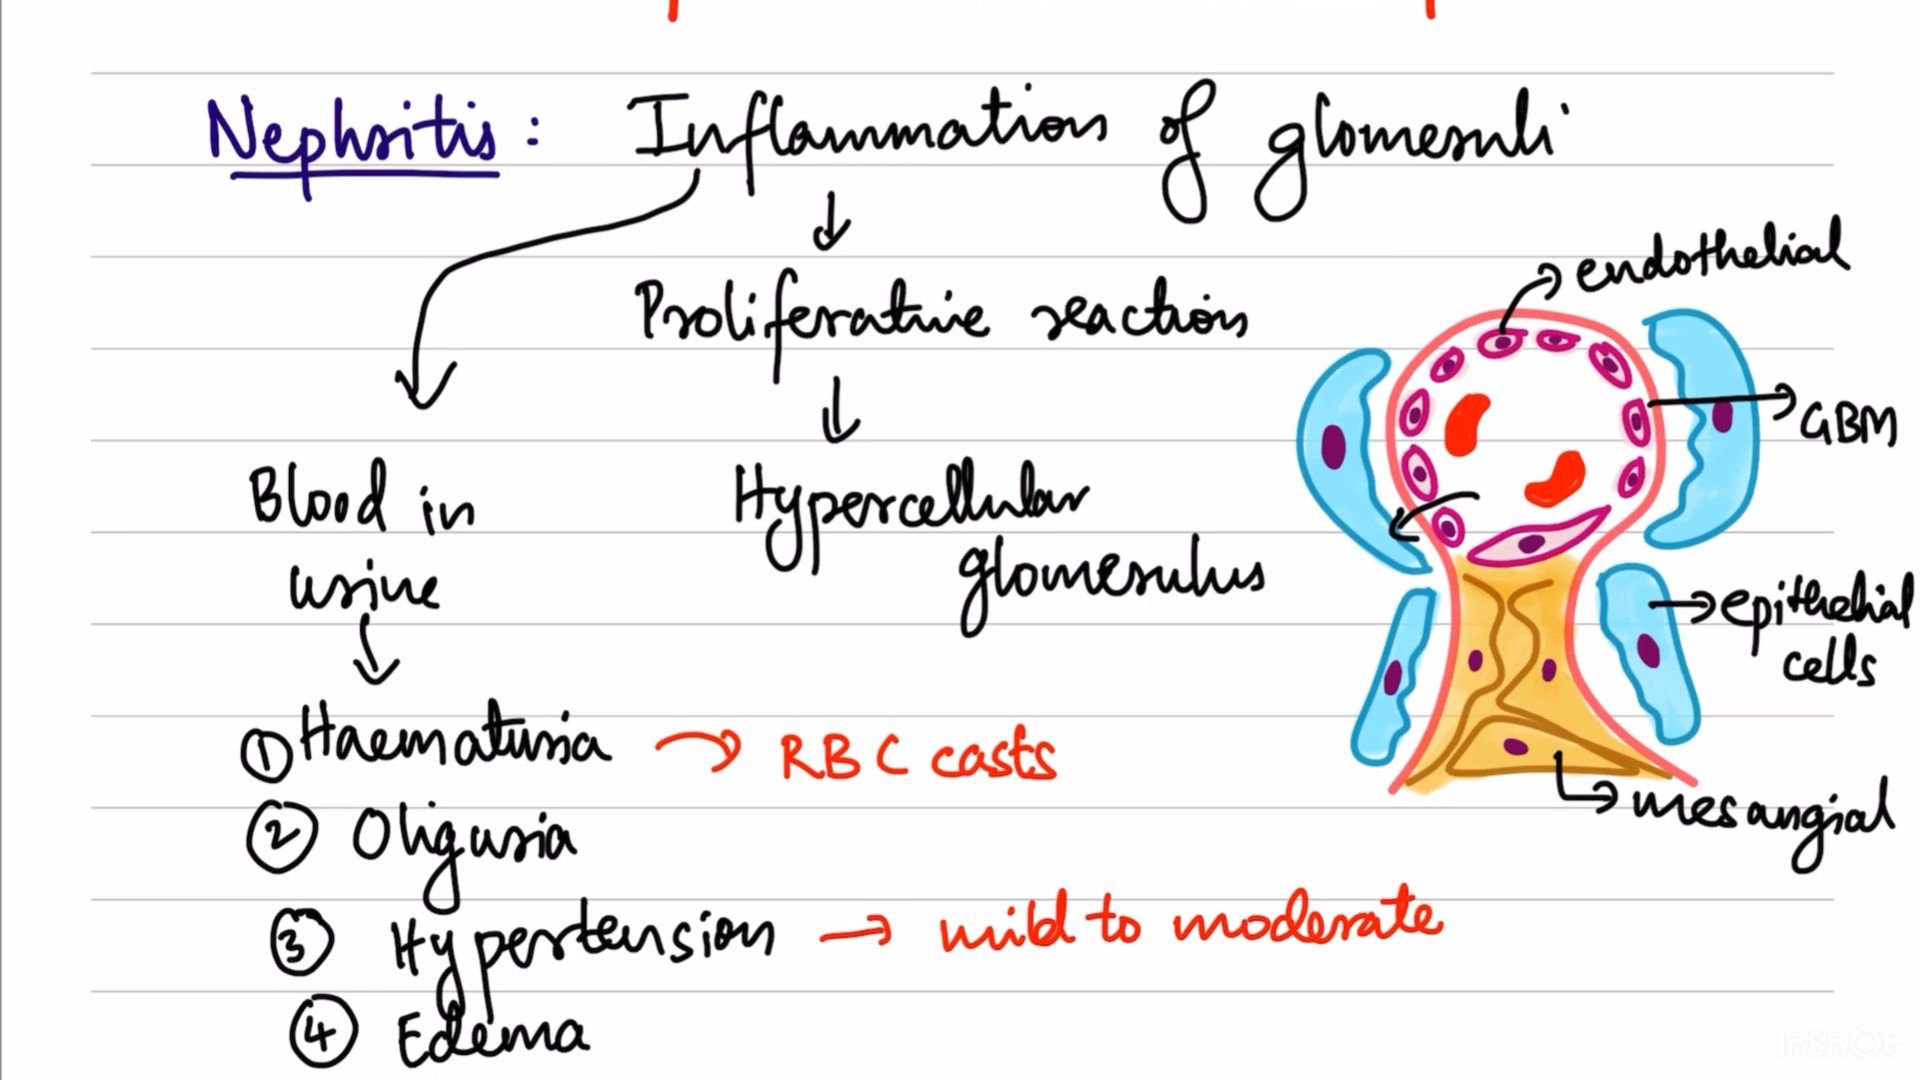 Nephritis : Inflammation of glomeruli
Proliferative reaction
Hypercellular
glomerulus
Blood in
urine
① Haematuria → RBC casts
② Oliguria
③ Hypertension → mild to moderate
④ Edema
endothelial
GBM
epithelial
cells
mesangial
InShOt